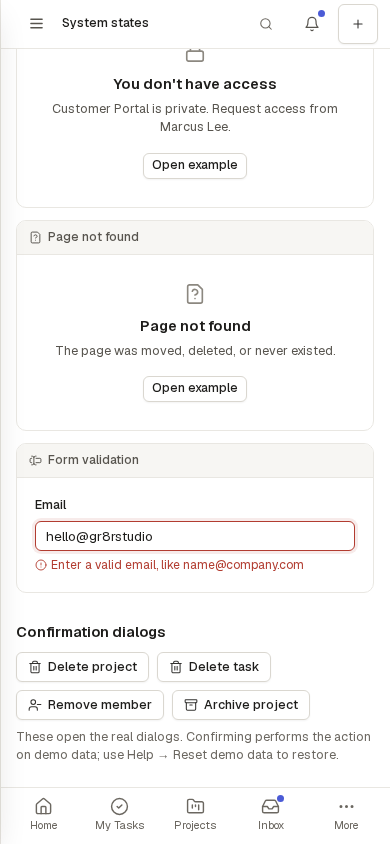 System states
You don't have access
Customer Portal is private. Request access from
Marcus Lee.
Open example
Page not found
Page not found
The page was moved, deleted, or never existed.
Open example
Form validation
Email
hello@gr8rstudio
Enter a valid email, like name@company.com
Confirmation dialogs
Delete project
Delete task
Remove member
Archive project
These open the real dialogs. Confirming performs the action
on demo data; use Help → Reset demo data to restore.
Home
My Tasks
Projects
Inbox
More